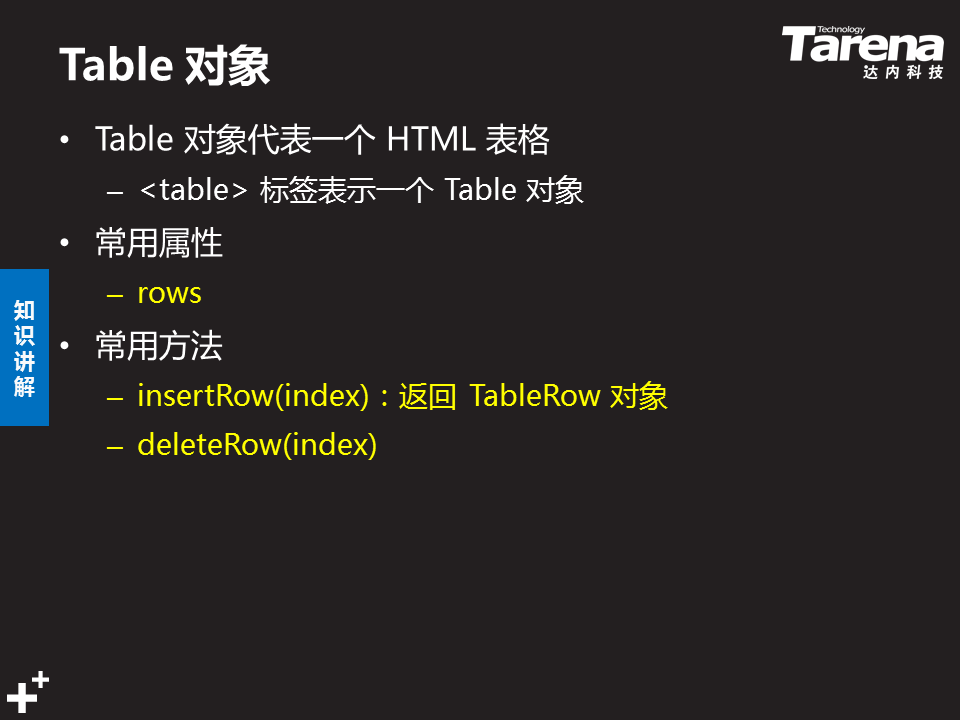 Table 对象
Technology
Tarena
达内科技
• Table 对象代表一个 HTML 表格
– <table> 标签表示一个 Table 对象
• 常用属性
– rows
• 常用方法
– insertRow(index)：返回 TableRow 对象
– deleteRow(index)
知
识
讲
解